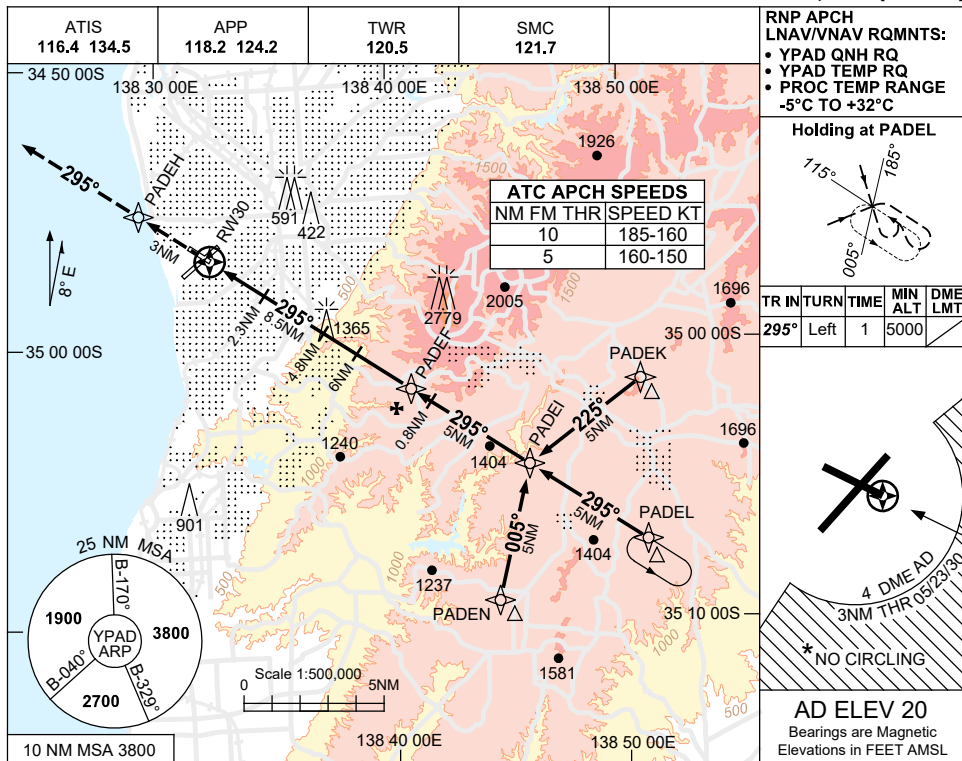 ATIS
116.4 134.5
APP
118.2 124.2
TWR
120.5
SMC
121.7
RNP APCH
LNAV/VNAV RQMNTS:
• YPAD QNH RQ
• YPAD TEMP RQ
• PROC TEMP RANGE
-5°C TO +32°C
34 50 00S
138 30 00E
138 40 00E
138 50 00E
Holding at PADEL
115°
185°
005°
TR IN
TURN
TIME
MIN ALT
DME LMT
295°
Left
1
5000
1926
1500
ATC APCH SPEEDS
NM FM THR
SPEED KT
10
185-160
5
160-150
295°
PADEH
3NM
RW30
591
422
8° E
500
2779
2005
1500
1696
35 00 00S
295°
8.5NM
2.3NM
1365
4.8NM
6NM
PADEF
0.8NM
295°
5NM
PADEI
PADEK
225°
5NM
1240
1000
1404
1696
901
295°
5NM
PADEL
005°
5NM
1404
1000
1237
PADEN
35 10 00S
500
1000
1581
500
25 NM MSA
B-170°
1900
YPAD
ARP
3800
B-040°
B-329°
2700
10 NM MSA 3800
Scale 1:500,000
0
5NM
138 40 00E
138 50 00E
4 DME AD
3NM THR 05/23/30
* NO CIRCLING
AD ELEV 20
Bearings are Magnetic
Elevations in FEET AMSL